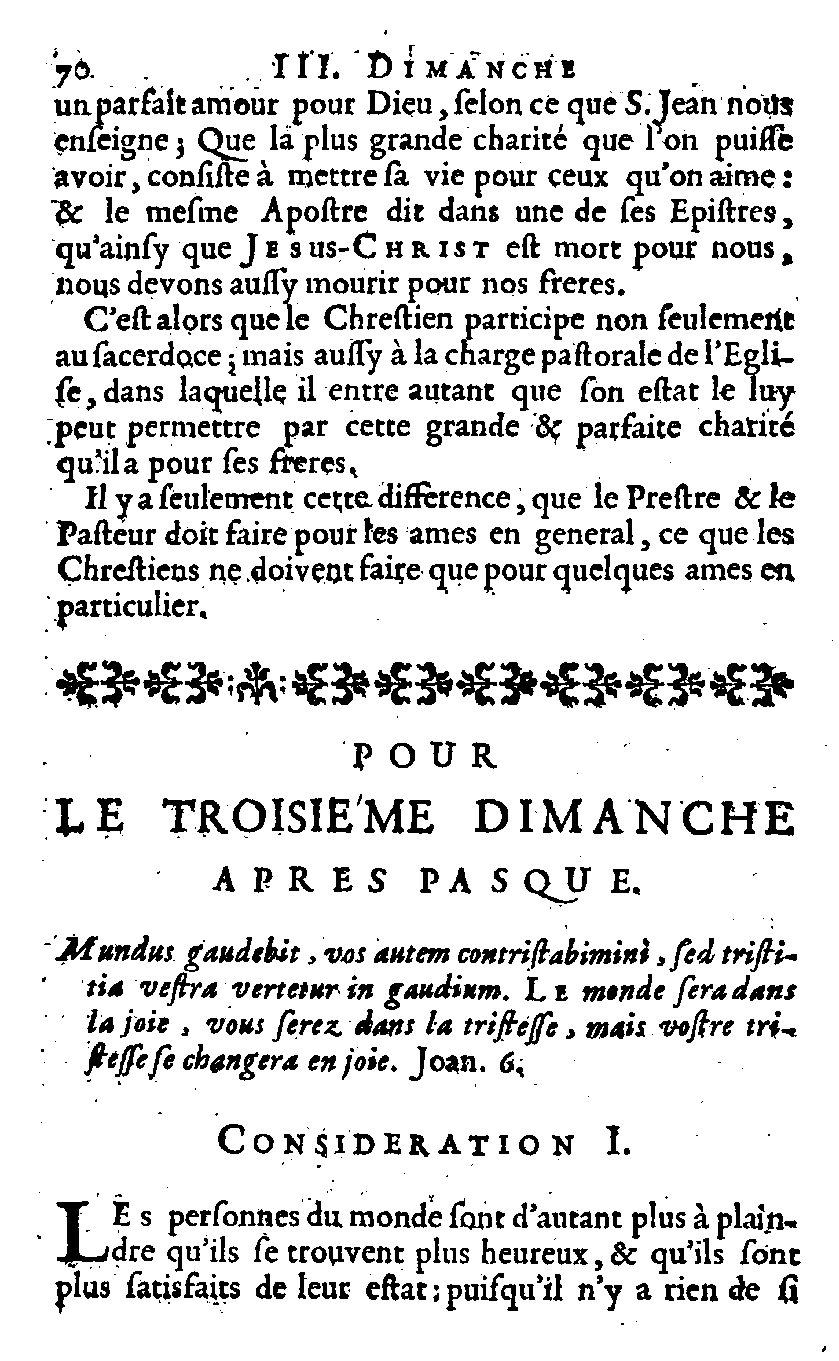 70. III. DIMANCHE
un parfait amour pour Dieu, ſelon ce que S. Jean nous
enſeigne; Que la plus grande charité que l'on puiſſe
avoir, conſiſte à mettre ſa vie pour ceux qu'on aime:
& le meſme Apoſtre dit dans une de ſes Epiſtres,
qu'ainſy que JESUS-CHRIST eſt mort pour nous,
nous devons auſſy mourir pour nos freres.
C'eſt alors que le Chreſtien participe non ſeulement
au ſacerdoce; mais auſſy à la charge paſtorale de l'Egli-
ſe, dans laquelle il entre autant que ſon eſtat le luy
peut permettre par cette grande & parfaite charité
qu'il a pour ſes freres.
Il y a ſeulement cette difference, que le Preſtre & le
Paſteur doit faire pour les ames en general, ce que les
Chreſtiens ne doivent faire que pour quelques ames en
particulier.
POUR
LE TROISIE'ME DIMANCHE
APRES PASQUE.
Mundus gaudebit, vos autem contriſtabimini, ſed triſti-
tia veſtra vertetur in gaudium. LE monde ſera dans
la joie, vous ſerez dans la triſteſſe, mais voſtre tri-
ſteſſe ſe changera en joie. Joan. 6.
CONSIDERATION I.
LEs perſonnes du monde ſont d'autant plus à plain-
dre qu'ils ſe trouvent plus heureux, & qu'ils ſont
plus ſatisfaits de leur eſtat; puiſqu'il n'y a rien de ſi